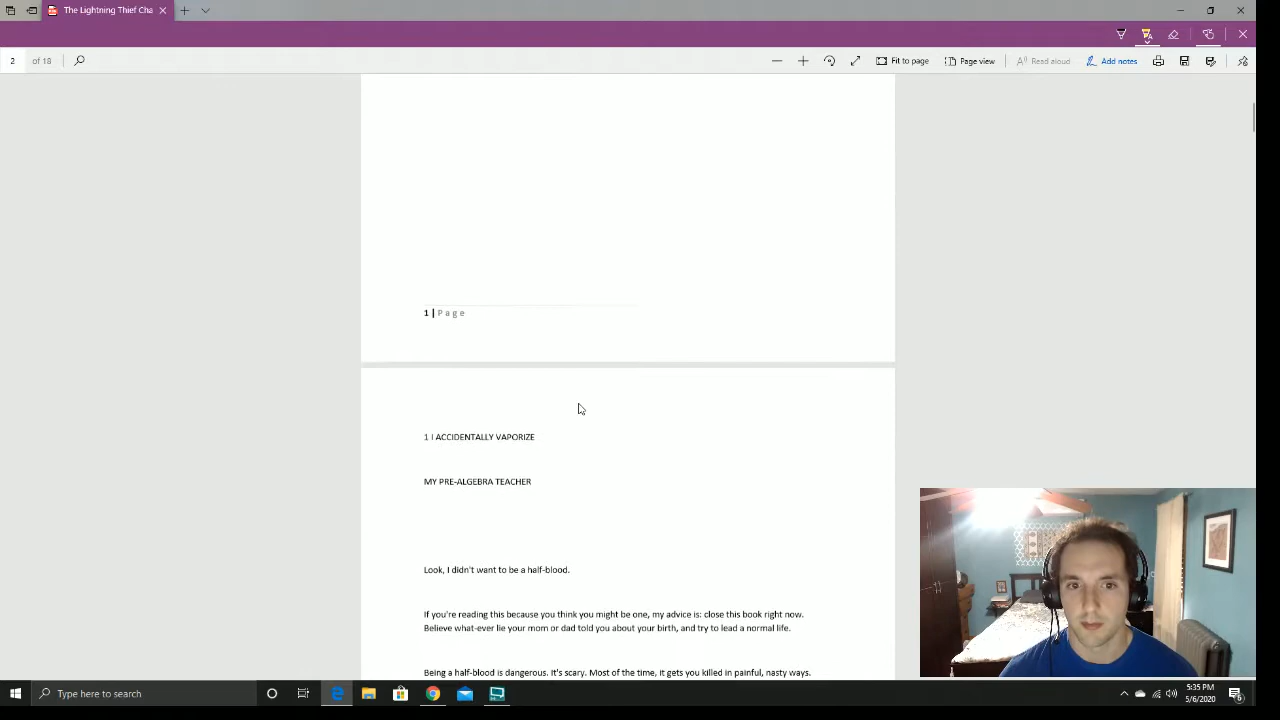 The Lightning Thief Cha
2 of 18
Fit to page
Page view
Read aloud
Add notes
1 | Page
1 I ACCIDENTALLY VAPORIZE
MY PRE-ALGEBRA TEACHER
Look, I didn't want to be a half-blood.
If you're reading this because you think you might be one, my advice is: close this book right now.
Believe what-ever lie your mom or dad told you about your birth, and try to lead a normal life.
Being a half-blood is dangerous. It's scary. Most of the time, it gets you killed in painful, nasty ways.
Type here to search
5:35 PM
5/6/2020